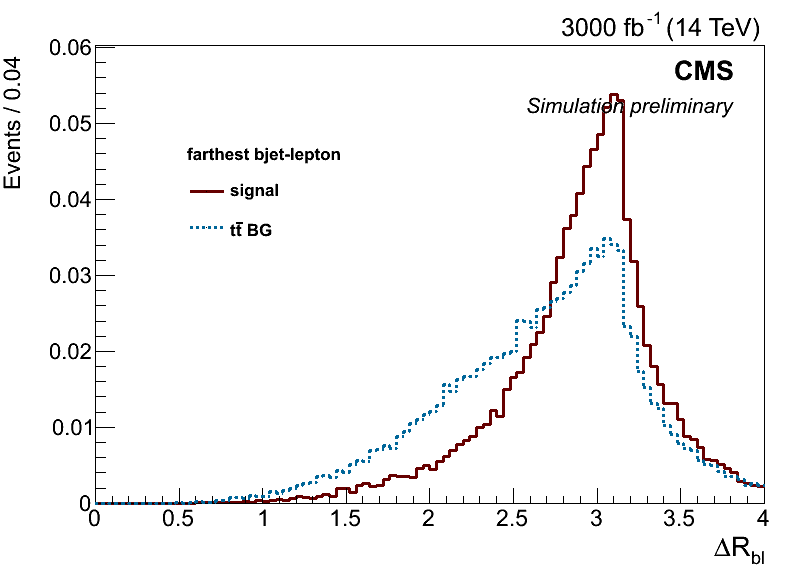 3000 fb⁻¹ (14 TeV)
0.06
CMS
Simulation preliminary
Events / 0.04
0.05
farthest bjet-lepton
signal
0.04
tt̄ BG
0.03
0.02
0.01
0
0 0.5 1 1.5 2 2.5 3 3.5 4
ΔR_bl